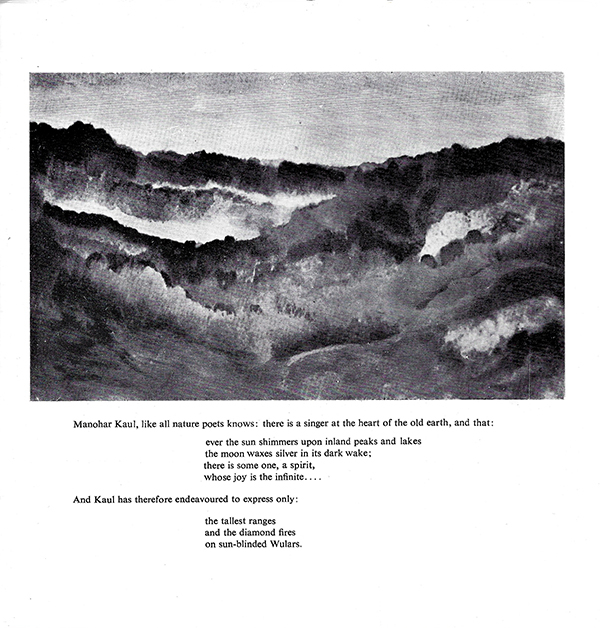 Manohar Kaul, like all nature poets knows: there is a singer at the heart of the old earth, and that:
ever the sun shimmers upon inland peaks and lakes
the moon waxes silver in its dark wake;
there is some one, a spirit,
whose joy is the infinite....
And Kaul has therefore endeavoured to express only:
the tallest ranges
and the diamond fires
on sun-blinded Wulars.